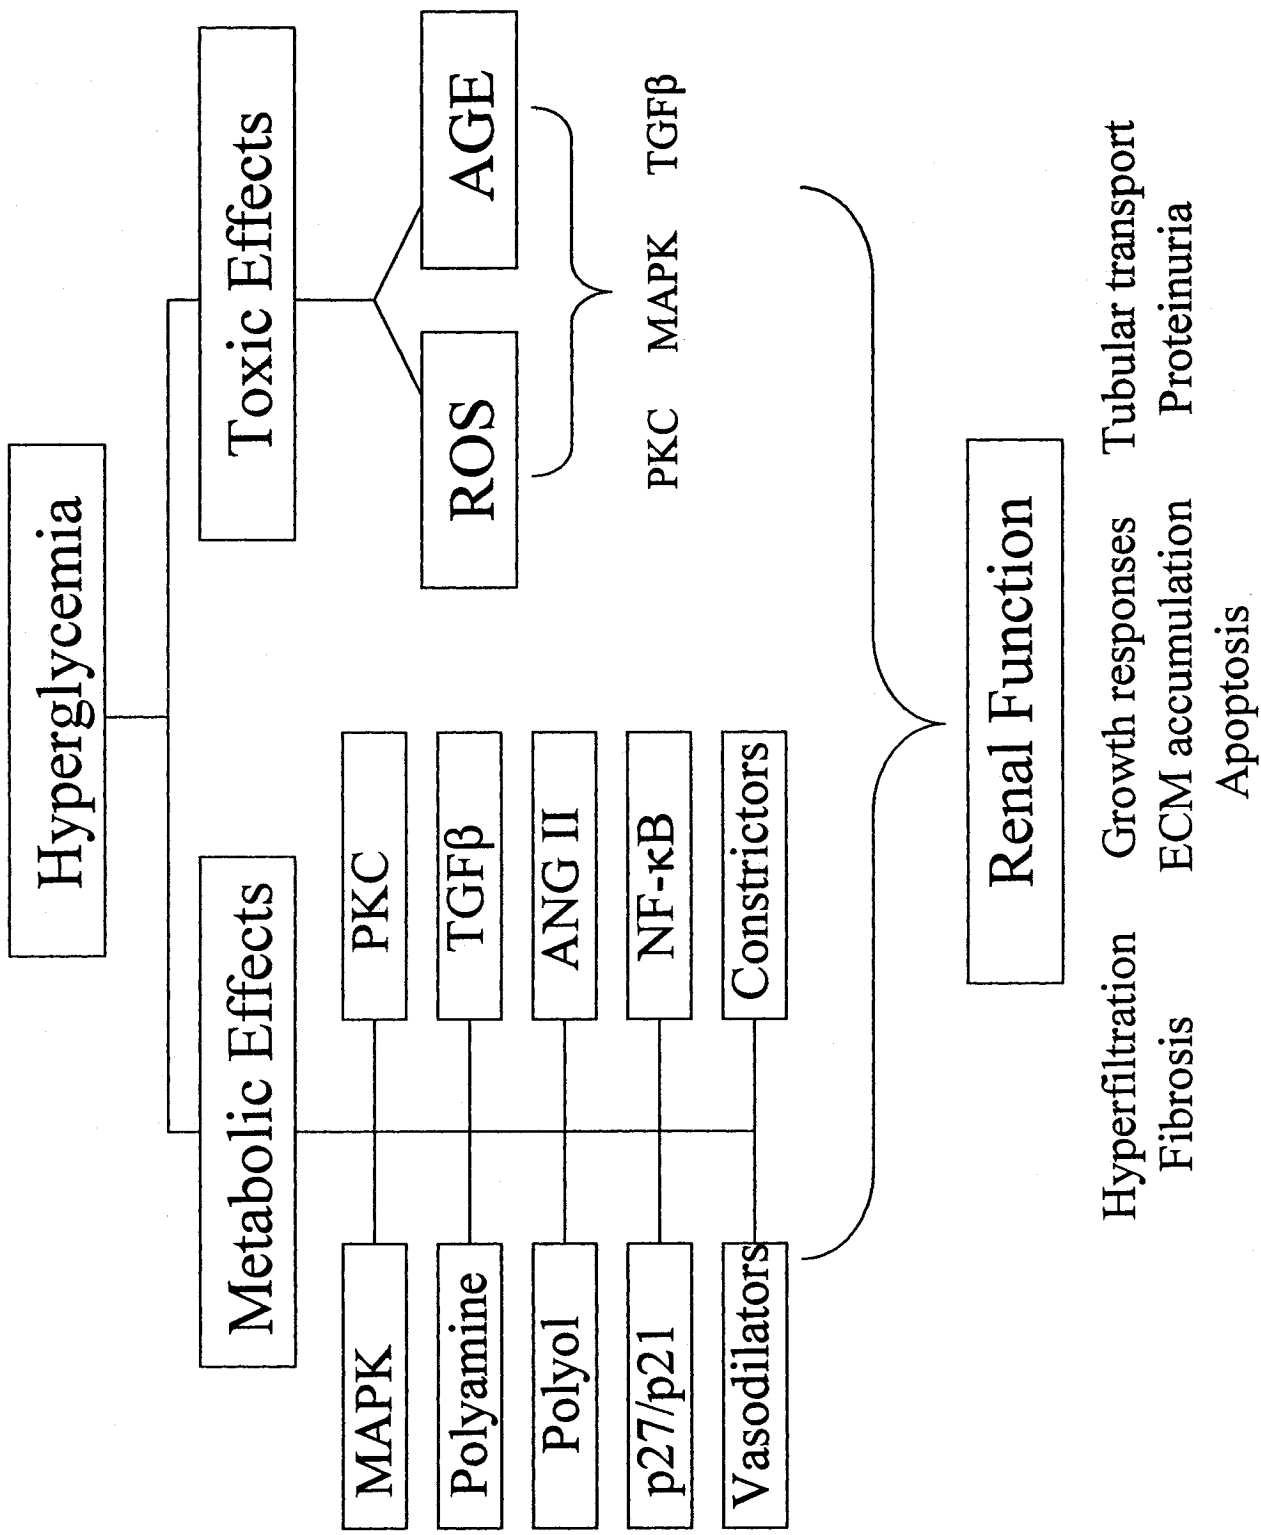 Hyperglycemia
Metabolic Effects
Toxic Effects
MAPK
PKC
Polyamine
TGFβ
Polyol
ANG II
p27/p21
NF-κB
Vasodilators
Constrictors
ROS
AGE
PKC MAPK TGFβ
Renal Function
Hyperfiltration
Fibrosis
Growth responses
ECM accumulation
Apoptosis
Tubular transport
Proteinuria